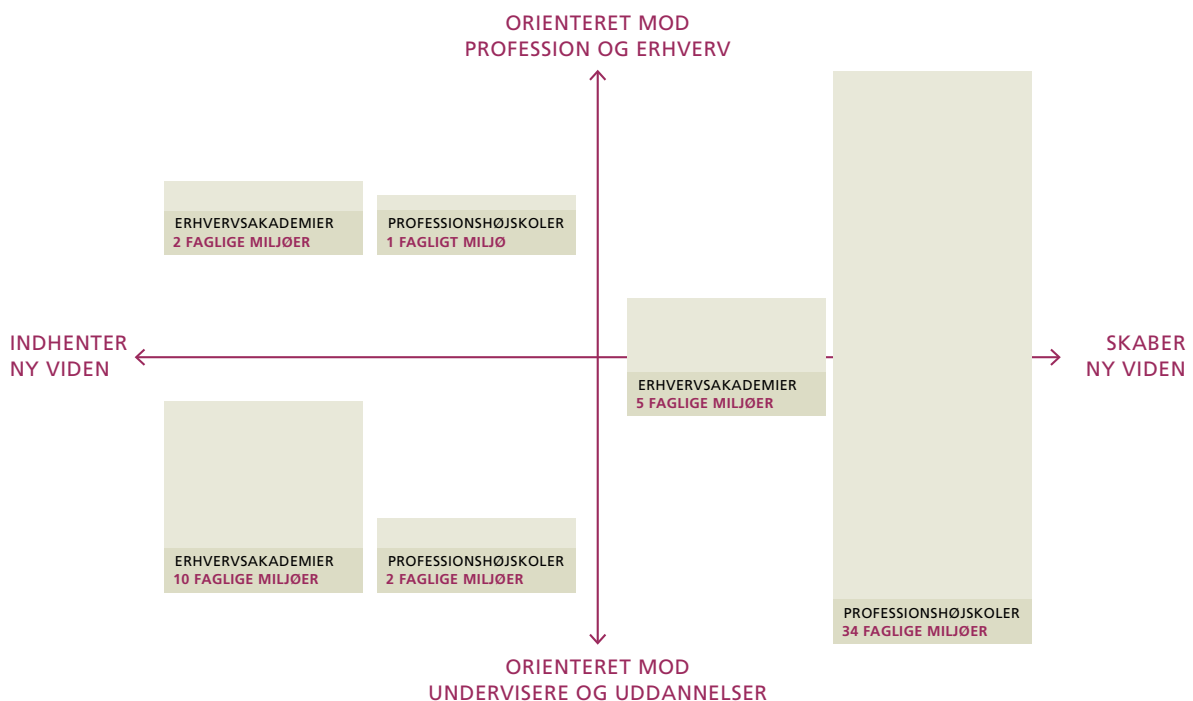 ORIENTERET MOD
PROFESSION OG ERHVERV
ERHVERVSAKADEMIER
2 FAGLIGE MILJØER
PROFESSIONSHØJSKOLER
1 FAGLIGT MILJØ
INDHENTER
NY VIDEN
SKABER
NY VIDEN
ERHVERVSAKADEMIER
5 FAGLIGE MILJØER
ERHVERVSAKADEMIER
10 FAGLIGE MILJØER
PROFESSIONSHØJSKOLER
2 FAGLIGE MILJØER
PROFESSIONSHØJSKOLER
34 FAGLIGE MILJØER
ORIENTERET MOD
UNDERVISERE OG UDDANNELSER